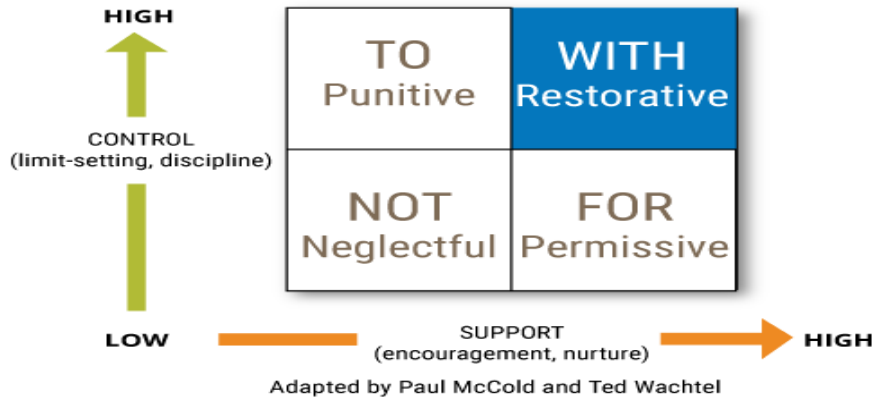 HIGH
TO
Punitive
WITH
Restorative
CONTROL
(limit-setting, discipline)
NOT
Neglectful
FOR
Permissive
LOW
SUPPORT
(encouragement, nurture)
HIGH
Adapted by Paul McCold and Ted Wachtel